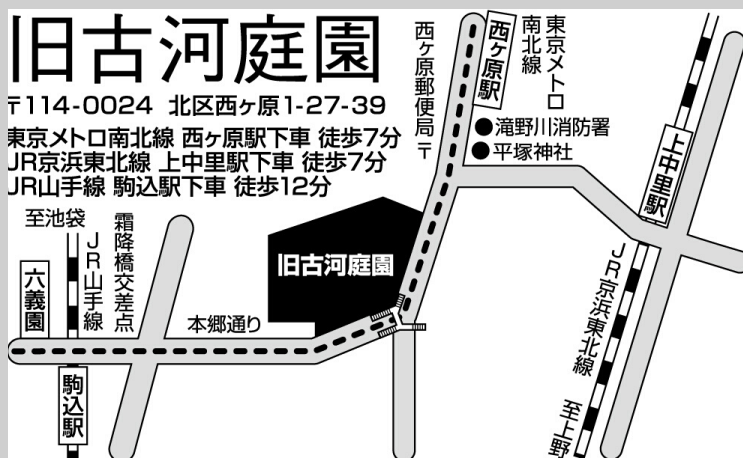 旧古河庭園
〒114-0024 北区西ヶ原1-27-39
東京メトロ南北線 西ヶ原駅下車 徒歩7分
JR京浜東北線 上中里駅下車 徒歩7分
JR山手線 駒込駅下車 徒歩12分
西ヶ原郵便局〒
西ヶ原駅
東京メトロ
南北線
●滝野川消防署
●平塚神社
上中里駅
JR京浜東北線
至上野
至池袋
JR山手線
霜降橋交差点
六義園
駒込駅
本郷通り
旧古河庭園